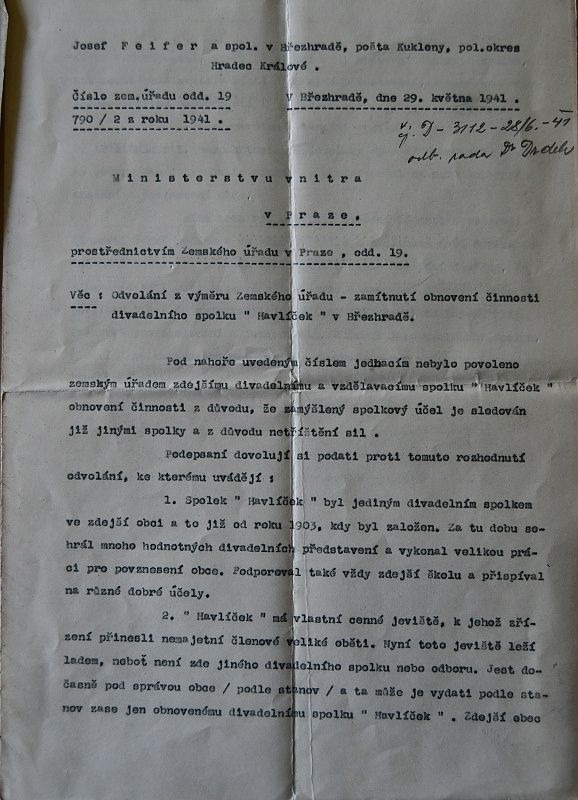 Josef F e i f e r a spol. v Březhradě, pošta Kukleny, pol.okres
Hradec Králové .
Číslo zem.úřadu odd. 19
V Březhradě, dne 29. května 1941 .
790 / 2 z roku 1941 .
D - 3112 - 28/6. - 41
odb. rada Dr
M i n i s t e r s t v u v n i t r a
v P r a z e ,
prostřednictvím Zemského úřadu v Praze , odd. 19.
Věc : Odvolání z výměru Zemského úřadu - zamítnutí obnovení činnosti
divadelního spolku " Havlíček " v Březhradě.
Pod nahoře uvedeným číslem jednacím nebylo povoleno
zemským úřadem zdejšímu divadelnímu a vzdělavacímu spolku " Havlíček "
obnovení činnosti z důvodu, že zamýšlený spolkový účel je sledován
již jinými spolky a z důvodu netříštění sil .
Podepsaní dovolují si podati proti tomuto rozhodnutí
odvolání, ke kterému uvádějí :
1. Spolek " Havlíček " byl jediným divadelním spolkem
ve zdejší obci a to již od roku 1903, kdy byl založen. Za tu dobu se-
hrál mnoho hodnotných divadelních představení a vykonal velikou prá-
ci pro povznesení obce. Podporoval také vždy zdejší školu a přispíval
na různé dobré účely.
2. " Havlíček " má vlastní cenné jeviště, k jehož zří-
zení přinesli nemajetní členové veliké oběti. Nyní toto jeviště leží
ladem, neboť není zde jiného divadelního spolku nebo odboru. Jest do-
časně pod správou obce / podle stanov / a ta může je vydati podle sta-
nov zase jen obnovenému divadelnímu spolku " Havlíček " . Zdejší obec